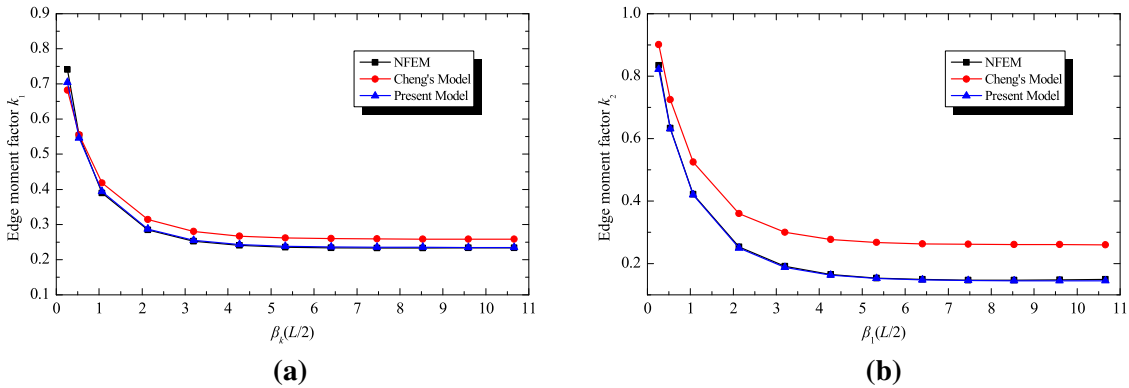 0.9
0.8
0.7
0.6
0.5
0.4
0.3
0.2
0.1
Edge moment factor k₁
NFEM
Cheng's Model
Present Model
0 1 2 3 4 5 6 7 8 9 10 11
βₖ(L/2)
(a)
1.0
0.8
0.6
0.4
0.2
Edge moment factor k₂
NFEM
Cheng's Model
Present Model
0 1 2 3 4 5 6 7 8 9 10 11
β₁(L/2)
(b)